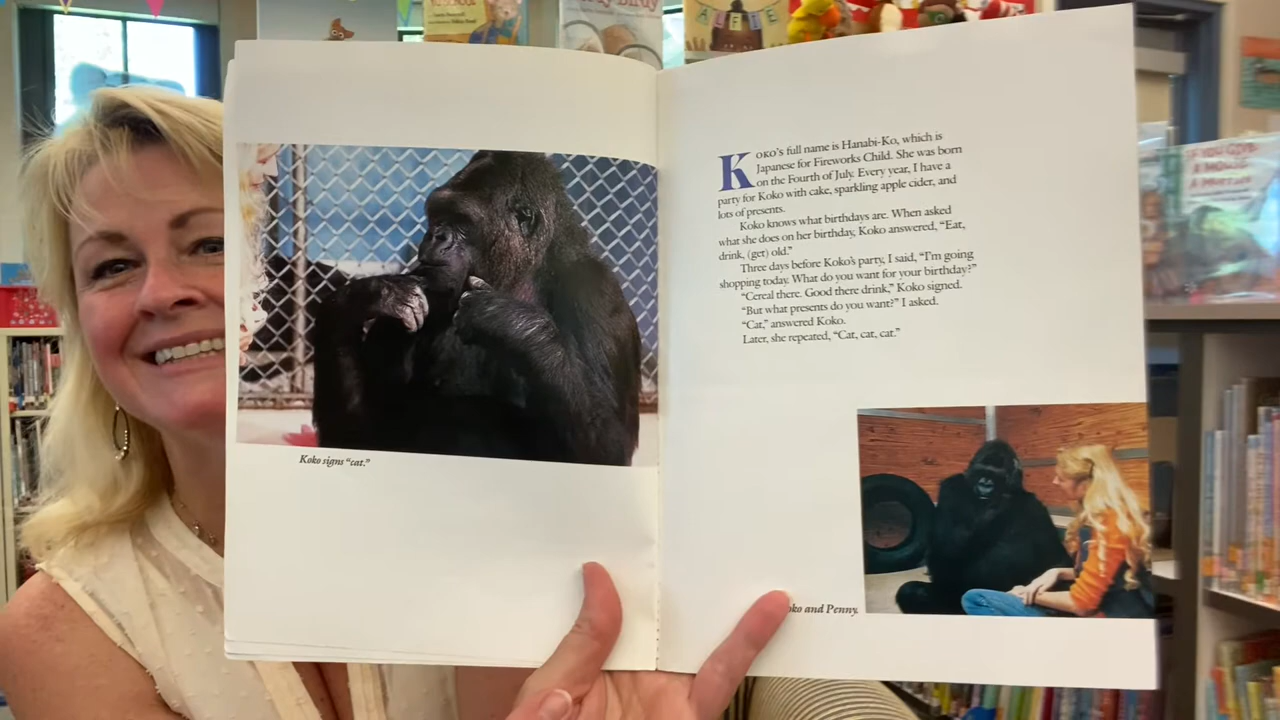 ALFIE
Koko signs "cat."
KOKO's full name is Hanabi-Ko, which is
Japanese for Fireworks Child. She was born
on the Fourth of July. Every year, I have a
party for Koko with cake, sparkling apple cider, and
lots of presents.
Koko knows what birthdays are. When asked
what she does on her birthday, Koko answered, "Eat,
drink, (get) old."
Three days before Koko's party, I said, "I'm going
shopping today. What do you want for your birthday?"
"Cereal there. Good there drink," Koko signed.
"But what presents do you want?" I asked.
"Cat," answered Koko.
Later, she repeated, "Cat, cat, cat."
oko and Penny.